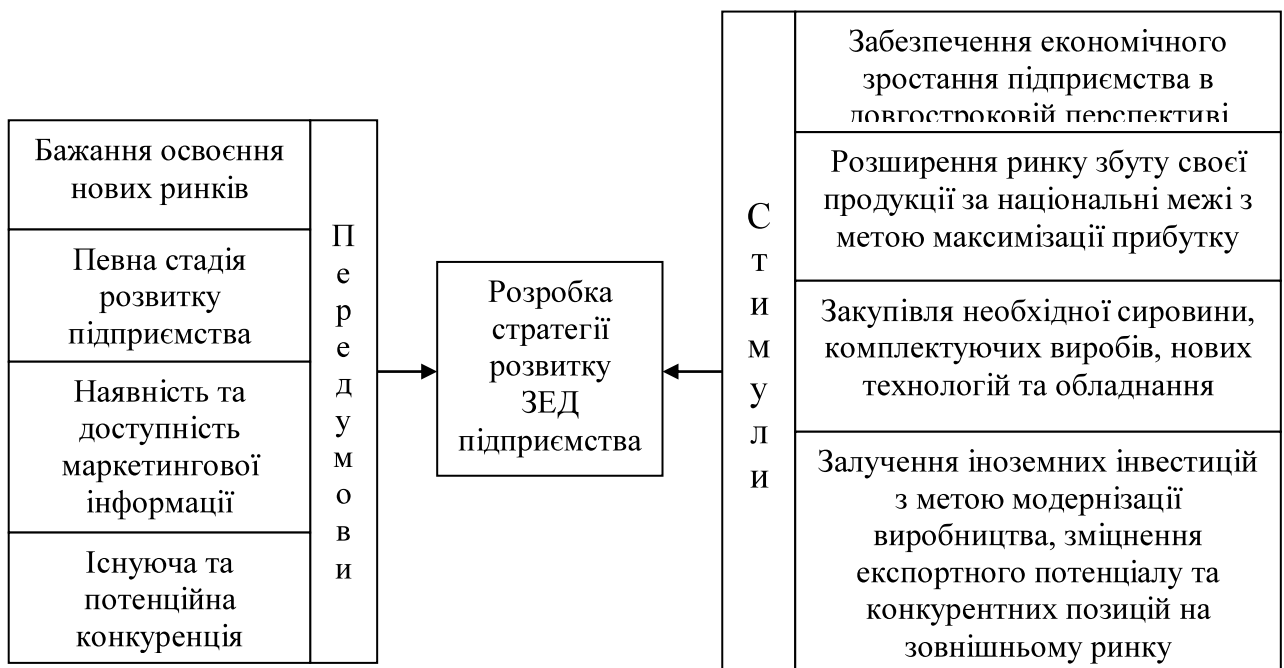 Бажання освоєння
нових ринків
Певна стадія
розвитку
підприємства
Наявність та
доступність
маркетингової
інформації
Існуюча та
потенційна
конкуренція
Передумови
Розробка
стратегії
розвитку
ЗЕД
підприємства
Стимули
Забезпечення економічного
зростання підприємства в
довгостроковій перспективі
Розширення ринку збуту своєї
продукції за національні межі з
метою максимізації прибутку
Закупівля необхідної сировини,
комплектуючих виробів, нових
технологій та обладнання
Залучення іноземних інвестицій
з метою модернізації
виробництва, зміцнення
експортного потенціалу та
конкурентних позицій на
зовнішньому ринку